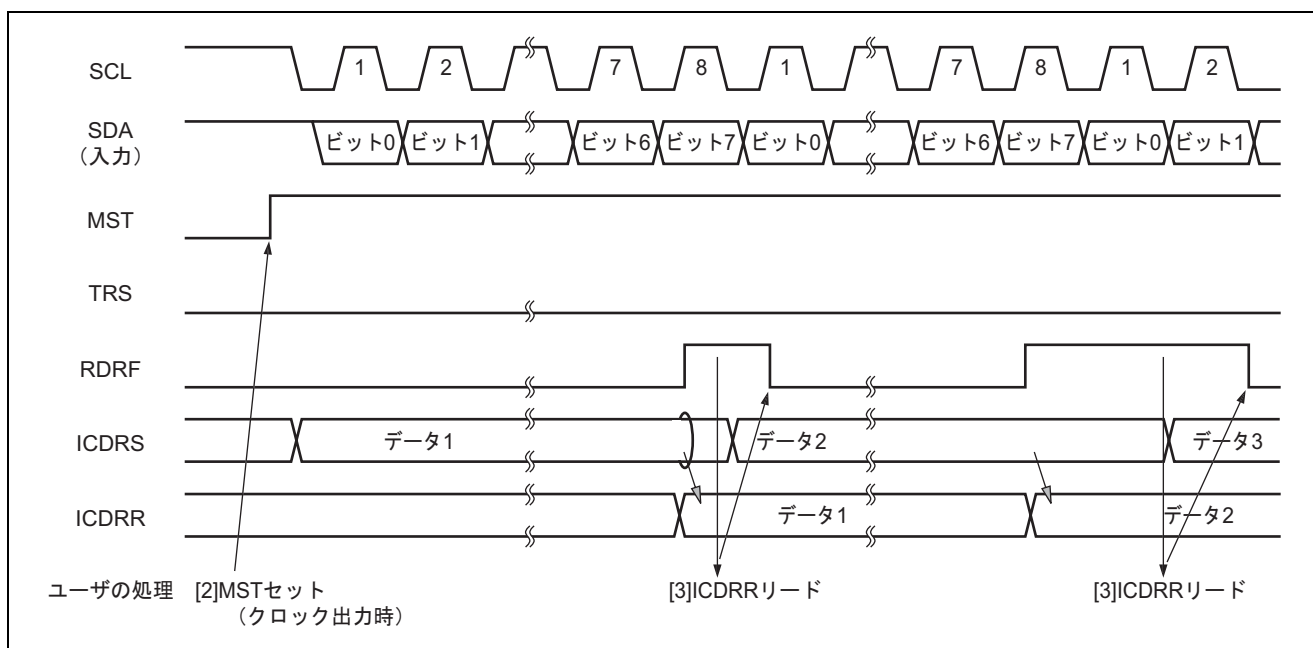 SCL 1 2 7 8 1 7 8 1 2
SDA ビット0 ビット1 ビット6 ビット7 ビット0 ビット6 ビット7 ビット0 ビット1
（入力）
MST
TRS
RDRF
ICDRS データ1 データ2 データ3
ICDRR データ1 データ2
ユーザの処理 [2]MSTセット [3]ICDRRリード [3]ICDRRリード
（クロック出力時）